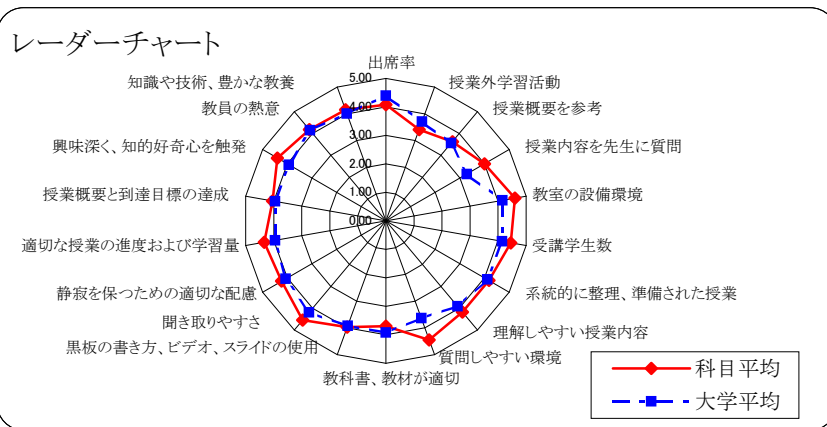 レーダーチャート
出席率
授業外学習活動
授業概要を参考
授業内容を先生に質問
教室の設備環境
受講学生数
系統的に整理、準備された授業
理解しやすい授業内容
質問しやすい環境
教科書、教材が適切
黒板の書き方、ビデオ、スライドの使用
聞き取りやすさ
静寂を保つための適切な配慮
適切な授業の進度および学習量
授業概要と到達目標の達成
興味深く、知的好奇心を触発
教員の熱意
知識や技術、豊かな教養
5.00
4.00
3.00
2.00
1.00
0.00
科目平均
大学平均